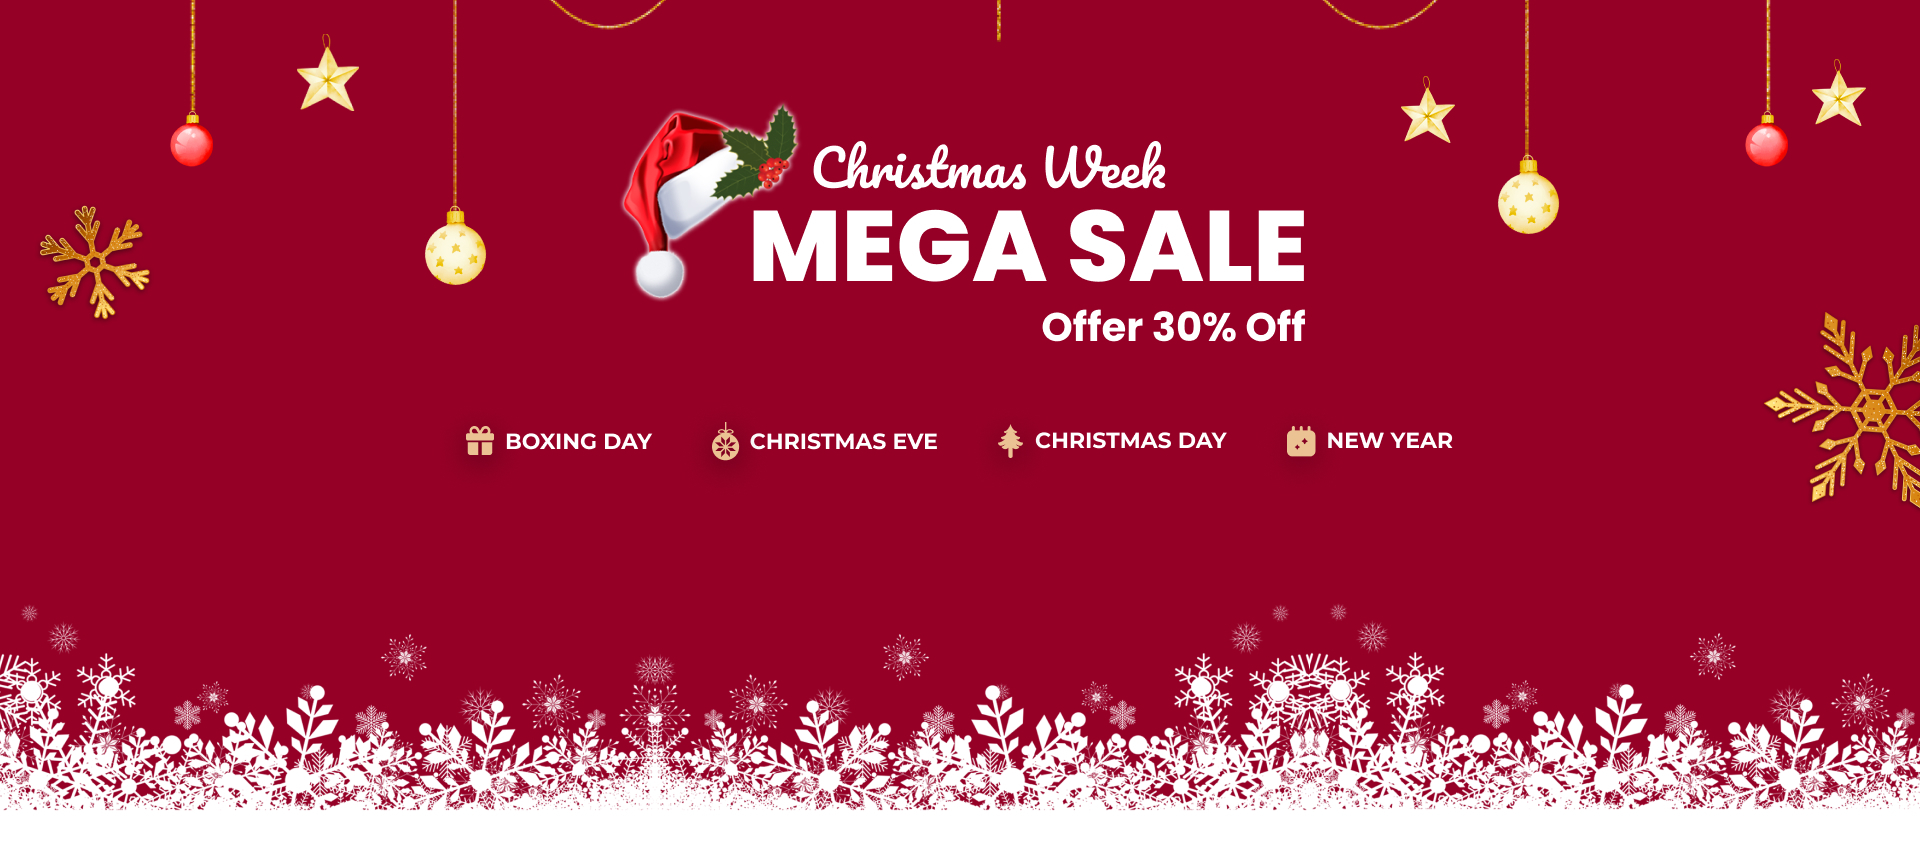 Christmas Week
MEGA SALE
Offer 30% Off
BOXING DAY CHRISTMAS EVE CHRISTMAS DAY NEW YEAR